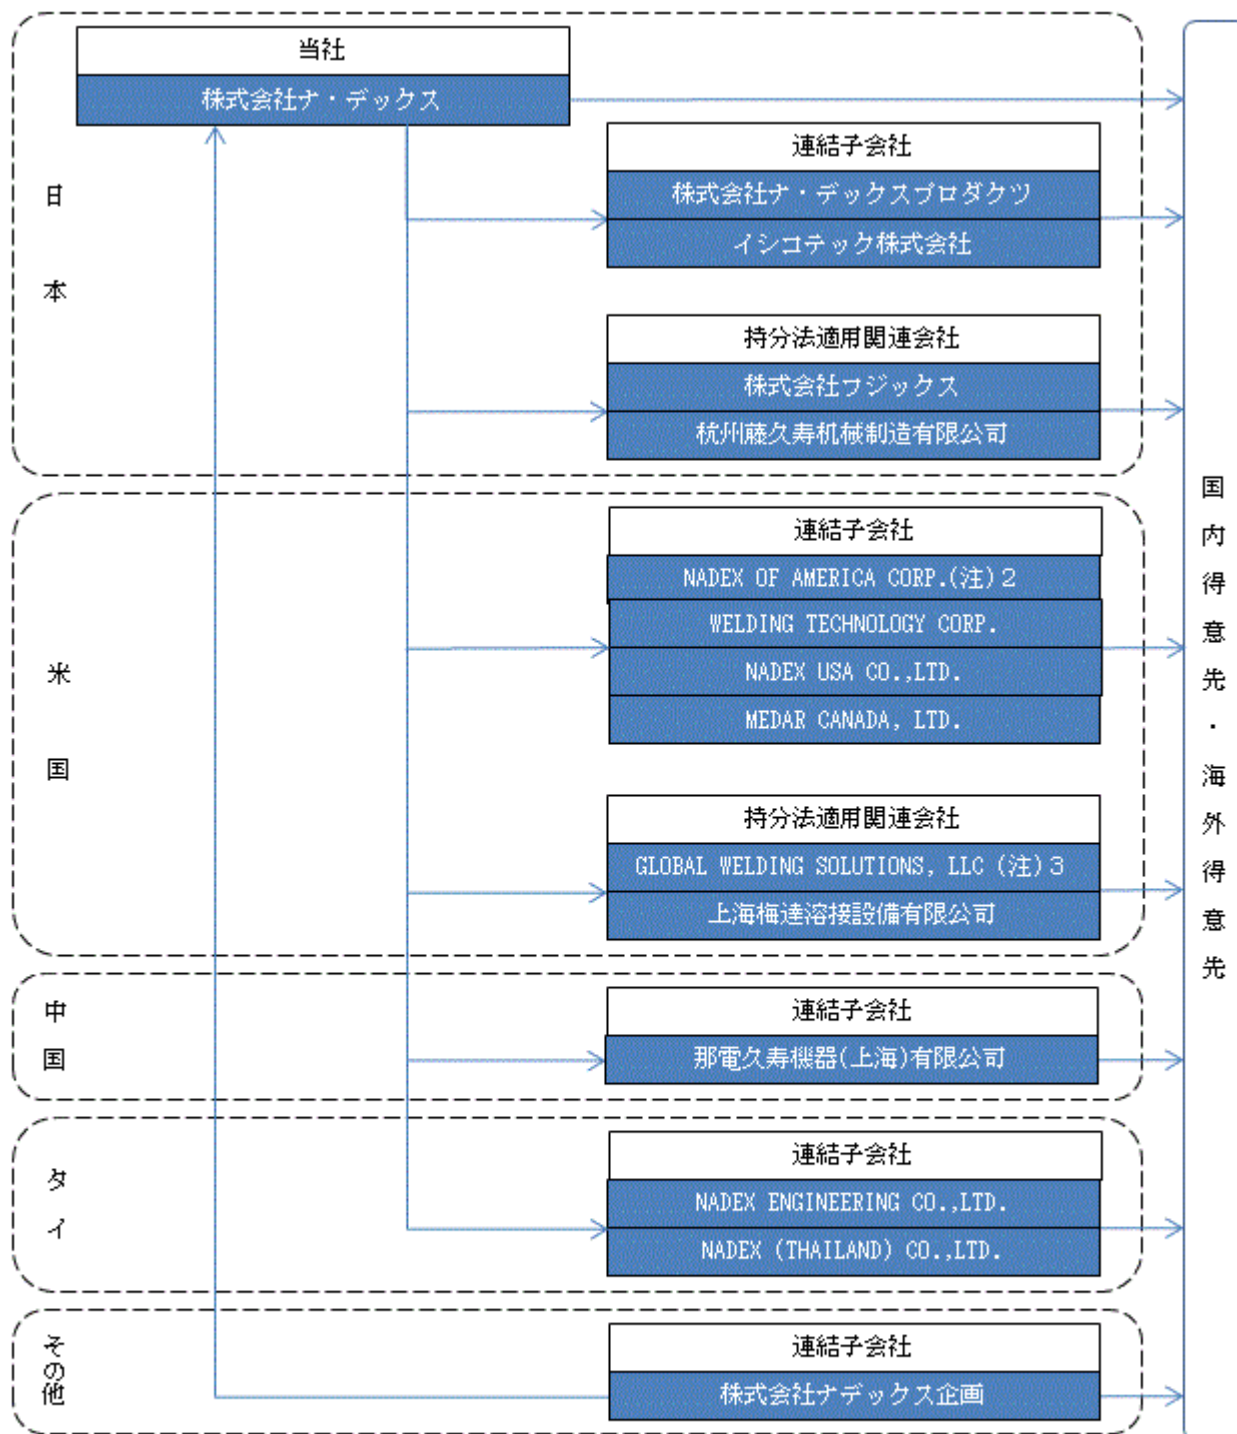 当社
株式会社ナ・デックス
日本
連結子会社
株式会社ナ・デックスプロダクツ
イシコテック株式会社
持分法適用関連会社
株式会社フジックス
杭州藤久寿机械制造有限公司
米国
連結子会社
NADEX OF AMERICA CORP.(注)2
WELDING TECHNOLOGY CORP.
NADEX USA CO.,LTD.
MEDAR CANADA, LTD.
持分法適用関連会社
GLOBAL WELDING SOLUTIONS, LLC (注)3
上海梅達溶接設備有限公司
中国
連結子会社
那電久寿機器(上海)有限公司
タイ
連結子会社
NADEX ENGINEERING CO.,LTD.
NADEX (THAILAND) CO.,LTD.
その他
連結子会社
株式会社ナデックス企画
国内得意先・海外得意先